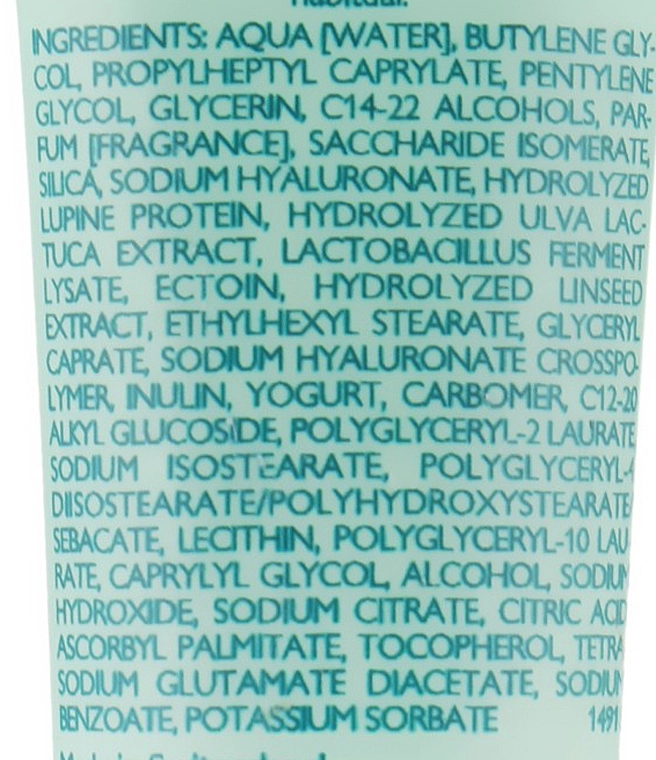 habituál.
INGREDIENTS: AQUA [WATER], BUTYLENE GLY-
COL, PROPYLHEPTYL CAPRYLATE, PENTYLENE
GLYCOL, GLYCERIN, C14-22 ALCOHOLS, PAR-
FUM [FRAGRANCE], SACCHARIDE ISOMERATE,
SILICA, SODIUM HYALURONATE, HYDROLYZED
LUPINE PROTEIN, HYDROLYZED ULVA LAC-
TUCA EXTRACT, LACTOBACILLUS FERMENT
LYSATE, ECTOIN, HYDROLYZED LINSEED
EXTRACT, ETHYLHEXYL STEARATE, GLYCERYL
CAPRATE, SODIUM HYALURONATE CROSSPO-
LYMER, INULIN, YOGURT, CARBOMER, C12-20
ALKYL GLUCOSIDE, POLYGLYCERYL-2 LAURATE
SODIUM ISOSTEARATE, POLYGLYCERYL-4
DIISOSTEARATE/POLYHYDROXYSTEARATE
SEBACATE, LECITHIN, POLYGLYCERYL-10 LAU-
RATE, CAPRYLYL GLYCOL, ALCOHOL, SODIUM
HYDROXIDE, SODIUM CITRATE, CITRIC ACID
ASCORBYL PALMITATE, TOCOPHEROL, TETRA
SODIUM GLUTAMATE DIACETATE, SODIUM
BENZOATE, POTASSIUM SORBATE 1491